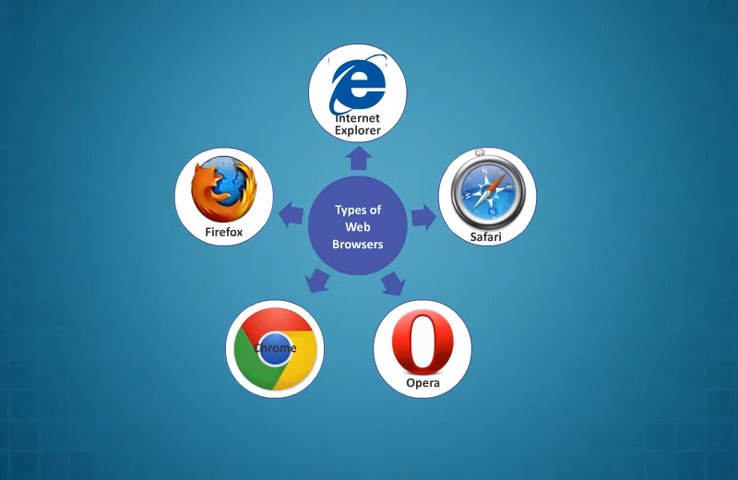 Internet
Explorer
Firefox
Types of
Web
Browsers
Safari
Chrome
Opera